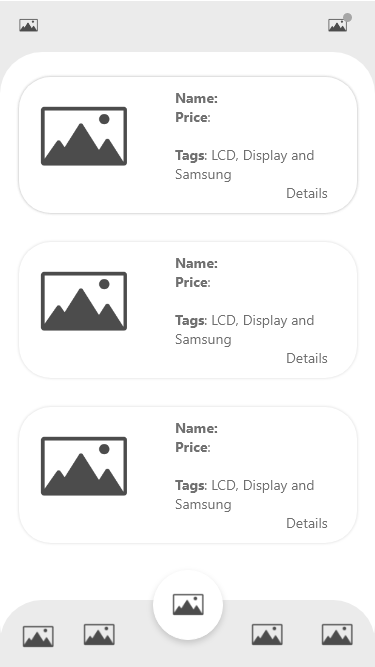 Name:
Price:
Tags: LCD, Display and
Samsung
Details
Name:
Price:
Tags: LCD, Display and
Samsung
Details
Name:
Price:
Tags: LCD, Display and
Samsung
Details